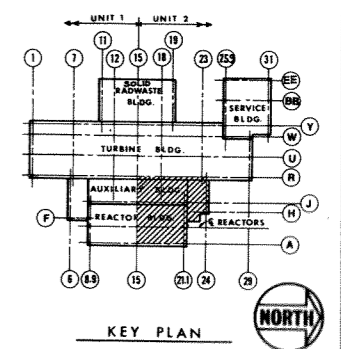 UNIT 1 UNIT 2
11 19
1 7 12 15 18 23 25.9 31
EE
SOLID
RADWASTE
BLDG.
SERVICE
BLDG.
BB
Y
W
TURBINE BLDG.
U
R
AUXILIARY BLDG.
J
F REACTOR BLDG.
H
℄ REACTORS
A
6 8.9 15 21.1 24 29
NORTH
KEY PLAN